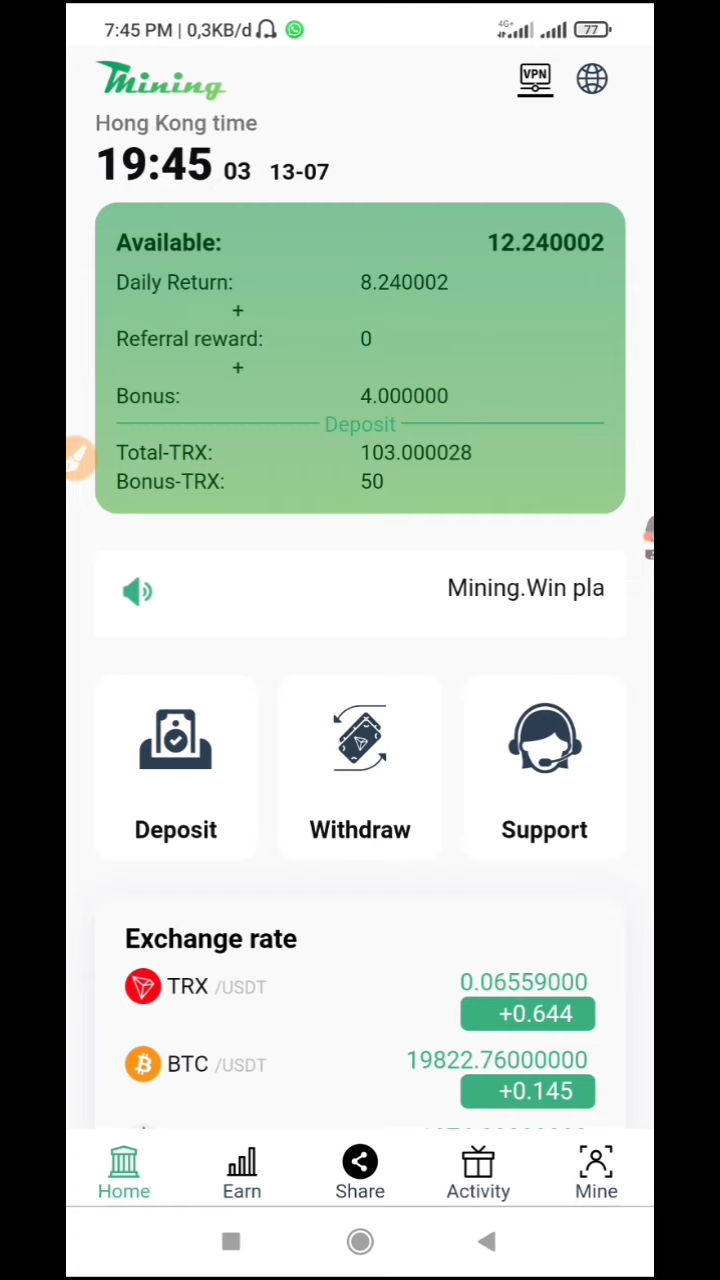 7:45 PM | 0,3KB/d
4G+
77
Mining
VPN
Hong Kong time
19:45 03 13-07
Available: 12.240002
Daily Return: 8.240002
+
Referral reward: 0
+
Bonus: 4.000000
Deposit
Total-TRX: 103.000028
Bonus-TRX: 50
Mining.Win pla
Deposit Withdraw Support
Exchange rate
TRX /USDT 0.06559000
+0.644
BTC /USDT 19822.76000000
+0.145
Home Earn Share Activity Mine